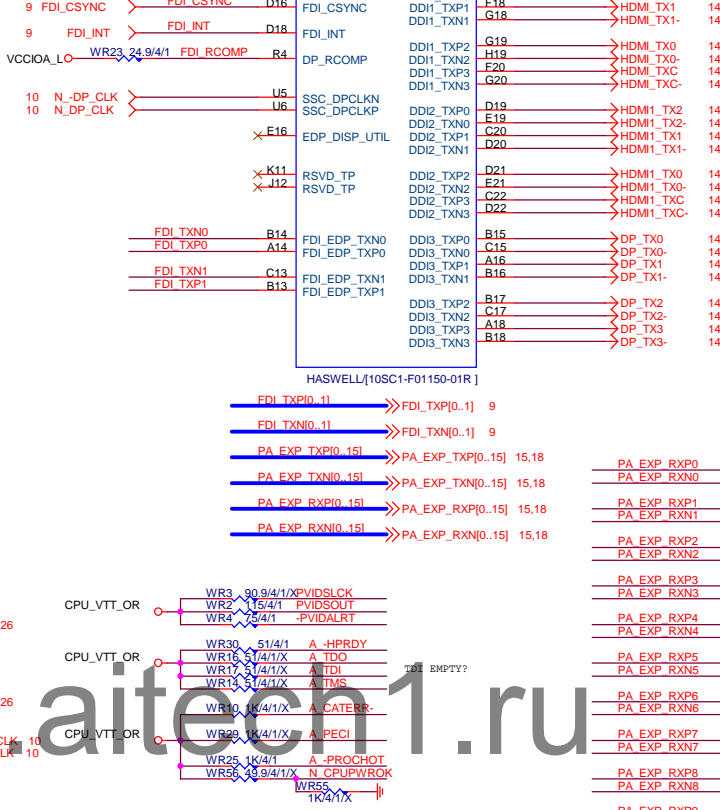 9 FDI_CSYNC FDI_CSYNC D16 FDI_CSYNC
9 FDI_INT FDI_INT D18 FDI_INT
VCCIOA_L WR23 24.9/4/1 FDI_RCOMP R4 DP_RCOMP
10 N_-DP_CLK U5 SSC_DPCLKN
10 N_DP_CLK U6 SSC_DPCLKP
E16 EDP_DISP_UTIL
K11 RSVD_TP
J12 RSVD_TP
FDI_TXN0 B14 FDI_EDP_TXN0
FDI_TXP0 A14 FDI_EDP_TXP0
FDI_TXN1 C13 FDI_EDP_TXN1
FDI_TXP1 B13 FDI_EDP_TXP1
DDI1_TXP1 F18 HDMI_TX1 14
DDI1_TXN1 G18 HDMI_TX1- 14
DDI1_TXP2 G19 HDMI_TX0 14
DDI1_TXN2 H19 HDMI_TX0- 14
DDI1_TXP3 F20 HDMI_TXC 14
DDI1_TXN3 G20 HDMI_TXC- 14
DDI2_TXP0 D19 HDMI1_TX2 14
DDI2_TXN0 E19 HDMI1_TX2- 14
DDI2_TXP1 C20 HDMI1_TX1 14
DDI2_TXN1 D20 HDMI1_TX1- 14
DDI2_TXP2 D21 HDMI1_TX0 14
DDI2_TXN2 E21 HDMI1_TX0- 14
DDI2_TXP3 C22 HDMI1_TXC 14
DDI2_TXN3 D22 HDMI1_TXC- 14
DDI3_TXP0 B15 DP_TX0 14
DDI3_TXN0 C15 DP_TX0- 14
DDI3_TXP1 A16 DP_TX1 14
DDI3_TXN1 B16 DP_TX1- 14
DDI3_TXP2 B17 DP_TX2 14
DDI3_TXN2 C17 DP_TX2- 14
DDI3_TXP3 A18 DP_TX3 14
DDI3_TXN3 B18 DP_TX3- 14
HASWELL/[10SC1-F01150-01R ]
FDI_TXP[0..1] FDI_TXP[0..1] 9
FDI_TXN[0..1] FDI_TXN[0..1] 9
PA_EXP_TXP[0..15] PA_EXP_TXP[0..15] 15,18
PA_EXP_TXN[0..15] PA_EXP_TXN[0..15] 15,18
PA_EXP_RXP[0..15] PA_EXP_RXP[0..15] 15,18
PA_EXP_RXN[0..15] PA_EXP_RXN[0..15] 15,18
PA_EXP_RXP0
PA_EXP_RXN0
PA_EXP_RXP1
PA_EXP_RXN1
PA_EXP_RXP2
PA_EXP_RXN2
PA_EXP_RXP3
PA_EXP_RXN3
PA_EXP_RXP4
PA_EXP_RXN4
PA_EXP_RXP5
PA_EXP_RXN5
PA_EXP_RXP6
PA_EXP_RXN6
PA_EXP_RXP7
PA_EXP_RXN7
PA_EXP_RXP8
PA_EXP_RXN8
26
26
CLK 10
LK 10
CPU_VTT_OR
WR3 90.9/4/1/X PVIDSLCK
WR2 115/4/1 PVIDSOUT
WR4 75/4/1 -PVIDALRT
CPU_VTT_OR
WR30 51/4/1 A_-HPRDY
WR16 51/4/1/X A_TDO
WR17 51/4/1/X A_TDI
WR14 51/4/1/X A_TMS
TDI EMPTY?
CPU_VTT_OR
WR10 1K/4/1/X A_CATERR-
WR29 1K/4/1/X A_PECI
WR25 1K/4/1 A_-PROCHOT
WR56 49.9/4/1/X N_CPUPWROK
WR55
1K/4/1/X
.aitech1.ru